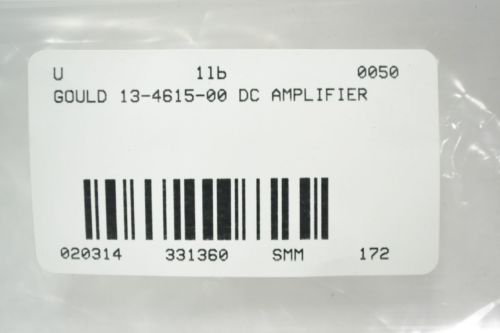 U 1lb 0050
GOULD 13-4615-00 DC AMPLIFIER
020314 331360 SMM 172